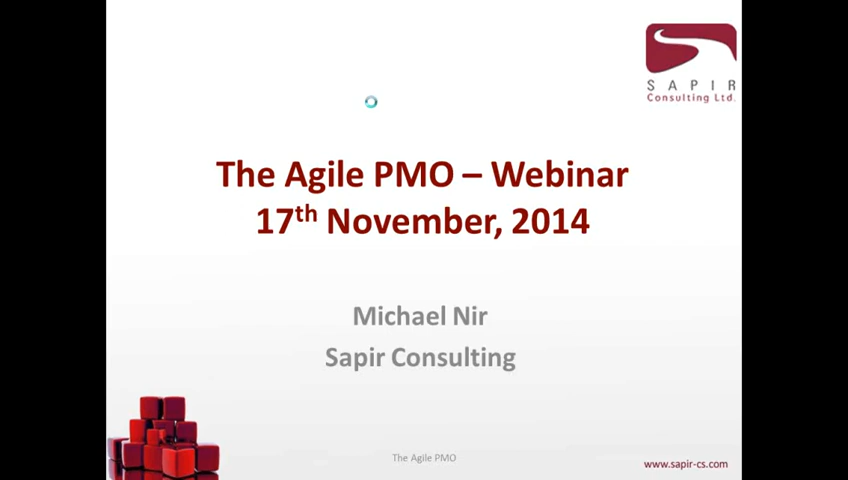 SAPIR
Consulting Ltd.
The Agile PMO – Webinar
17th November, 2014
Michael Nir
Sapir Consulting
The Agile PMO
www.sapir-cs.com